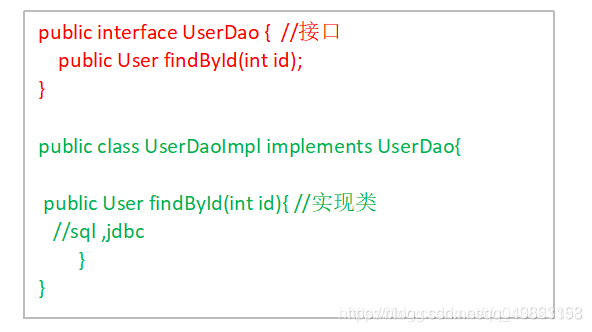 public interface UserDao {  //接口
public User findById(int id);
}
public class UserDaoImpl implements UserDao{
public User findById(int id){ //实现类
//sql ,jdbc
}
}